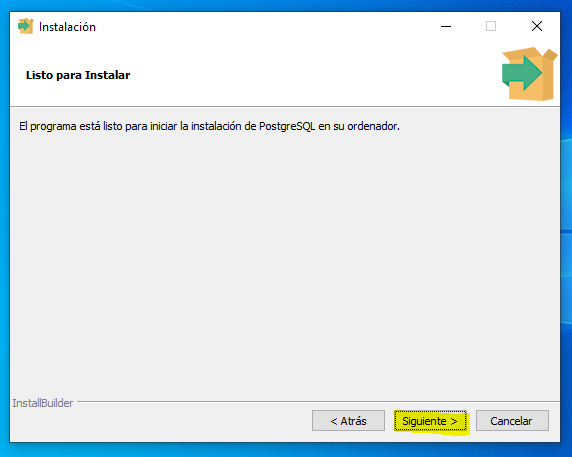 Instalación
Listo para Instalar
El programa está listo para iniciar la instalación de PostgreSQL en su ordenador.
InstallBuilder
< Atrás
Siguiente >
Cancelar